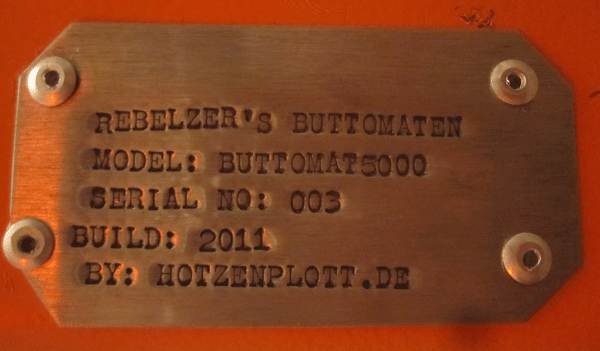 REBELZER'S BUTTOMATEN
MODEL: BUTTOMAT5000
SERIAL NO: 003
BUILD: 2011
BY: HOTZENPLOTT.DE